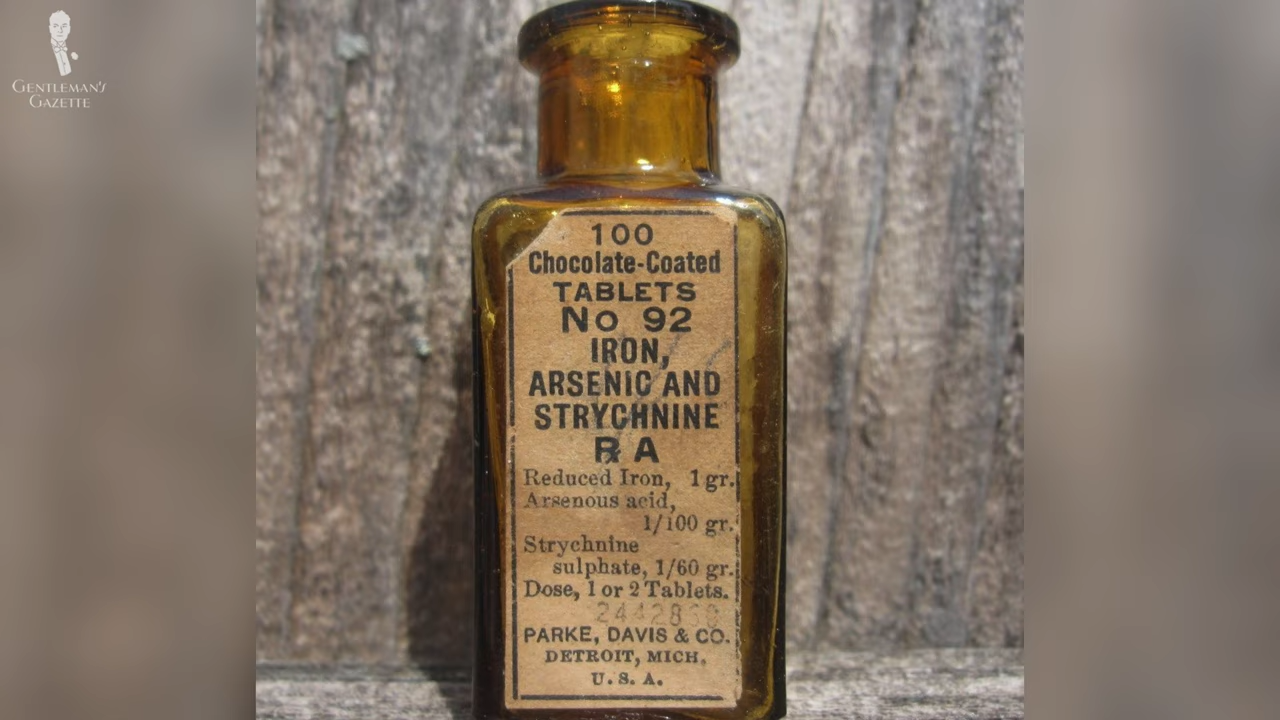 GENTLEMAN'S
GAZETTE
100
Chocolate-Coated
TABLETS
No 92
IRON,
ARSENIC AND
STRYCHNINE
℞ A
Reduced Iron, 1 gr.
Arsenous acid,
1/100 gr.
Strychnine
sulphate, 1/60 gr.
Dose, 1 or 2 Tablets.
PARKE, DAVIS & CO.
DETROIT, MICH.
U. S. A.